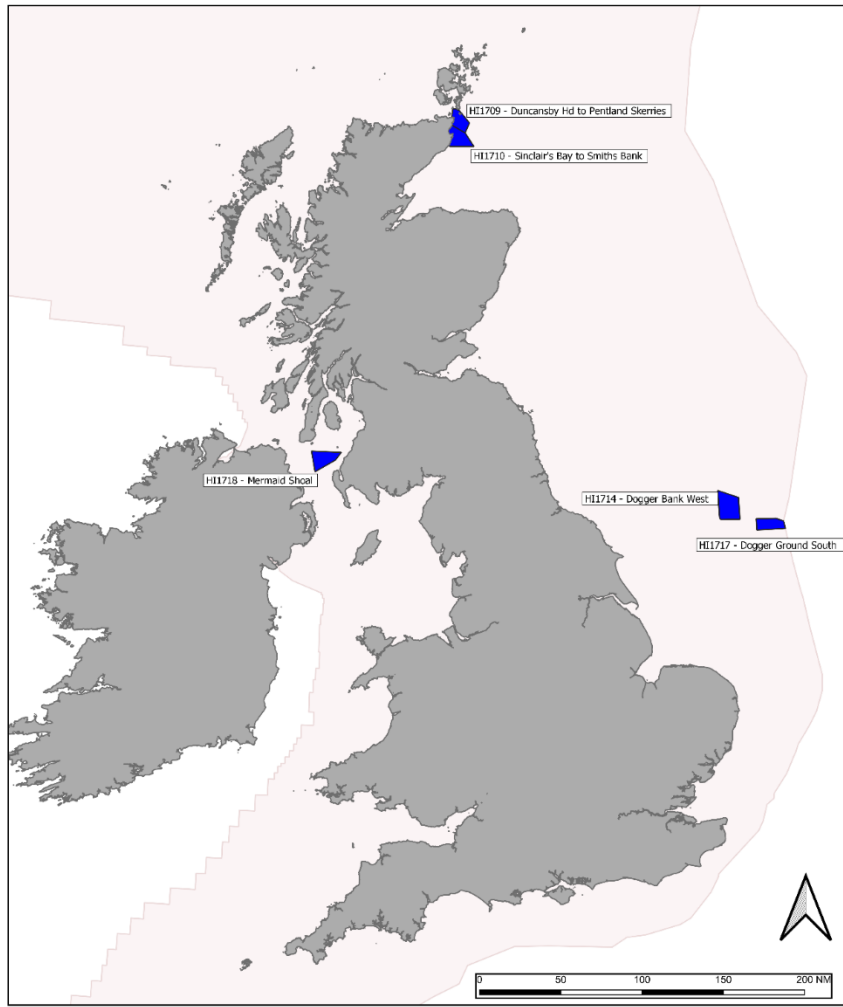 HI1709 - Duncansby Hd to Pentland Skerries
HI1710 - Sinclair's Bay to Smiths Bank
HI1718 - Mermaid Shoal
HI1714 - Dogger Bank West
HI1717 - Dogger Ground South
0 50 100 150 200 NM